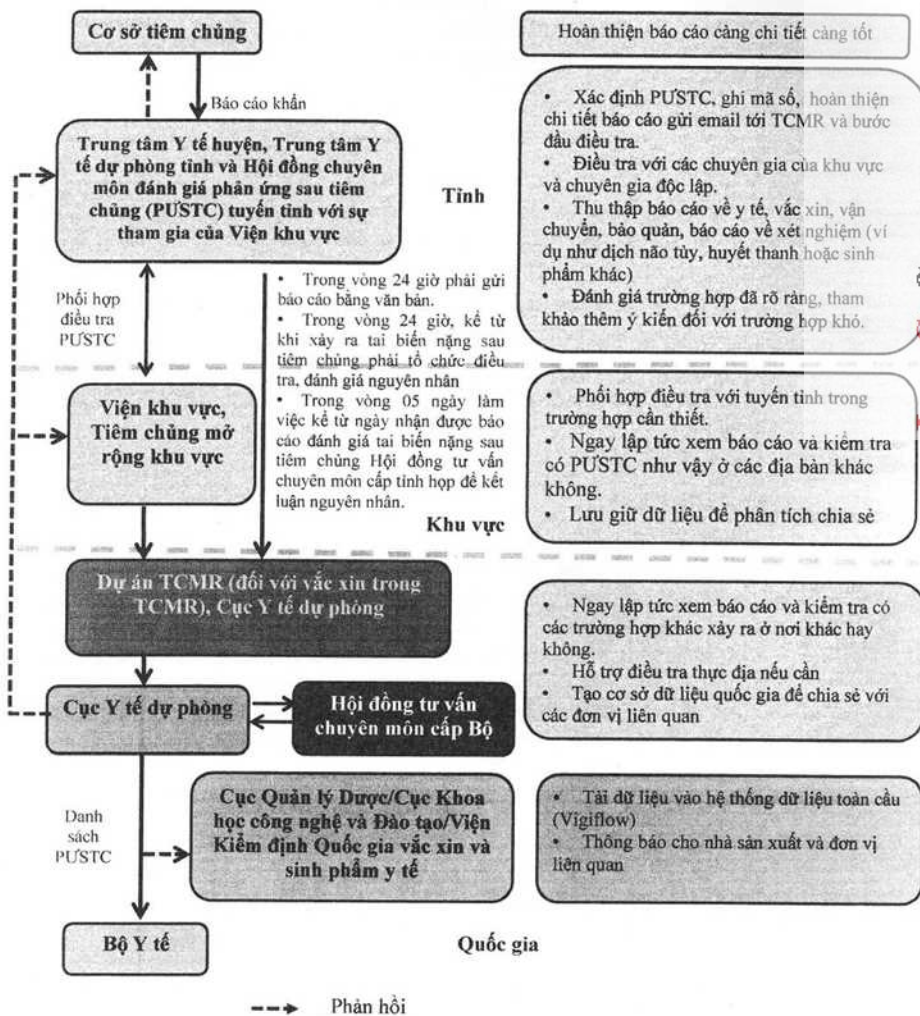 Cơ sở tiêm chủng
Hoàn thiện báo cáo càng chi tiết càng tốt
Báo cáo khẩn
Trung tâm Y tế huyện, Trung tâm Y
tế dự phòng tỉnh và Hội đồng chuyên
môn đánh giá phản ứng sau tiêm
chủng (PƯSTC) tuyến tỉnh với sự
tham gia của Viện khu vực
Tỉnh
• Xác định PƯSTC, ghi mã số, hoàn thiện
chi tiết báo cáo gửi email tới TCMR và bước
đầu điều tra.
• Điều tra với các chuyên gia của khu vực
và chuyên gia độc lập.
• Thu thập báo cáo về y tế, vắc xin, vận
chuyển, bảo quản, báo cáo về xét nghiệm (ví
dụ như dịch não tủy, huyết thanh hoặc sinh
phẩm khác)
• Đánh giá trường hợp đã rõ ràng, tham
khảo thêm ý kiến đối với trường hợp khó.
Phối hợp
điều tra
PƯSTC
• Trong vòng 24 giờ phải gửi
báo cáo bằng văn bản.
• Trong vòng 24 giờ, kể từ
khi xảy ra tai biến nặng sau
tiêm chủng phải tổ chức điều
tra, đánh giá nguyên nhân
• Trong vòng 05 ngày làm
việc kể từ ngày nhận được báo
cáo đánh giá tai biến nặng sau
tiêm chủng Hội đồng tư vấn
chuyên môn cấp tỉnh họp để kết
luận nguyên nhân.
Viện khu vực,
Tiêm chủng mở
rộng khu vực
Khu vực
• Phối hợp điều tra với tuyến tỉnh trong
trường hợp cần thiết.
• Ngay lập tức xem báo cáo và kiểm tra
có PƯSTC như vậy ở các địa bàn khác
không.
• Lưu giữ dữ liệu để phân tích chia sẻ
Dự án TCMR (đối với vắc xin trong
TCMR), Cục Y tế dự phòng
• Ngay lập tức xem báo cáo và kiểm tra có
các trường hợp khác xảy ra ở nơi khác hay
không.
• Hỗ trợ điều tra thực địa nếu cần
• Tạo cơ sở dữ liệu quốc gia để chia sẻ với
các đơn vị liên quan
Cục Y tế dự phòng
Hội đồng tư vấn
chuyên môn cấp Bộ
Danh
sách
PƯSTC
Cục Quản lý Dược/Cục Khoa
học công nghệ và Đào tạo/Viện
Kiểm định Quốc gia vắc xin và
sinh phẩm y tế
• Tải dữ liệu vào hệ thống dữ liệu toàn cầu
(Vigiflow)
• Thông báo cho nhà sản xuất và đơn vị
liên quan
Bộ Y tế
Quốc gia
Phản hồi